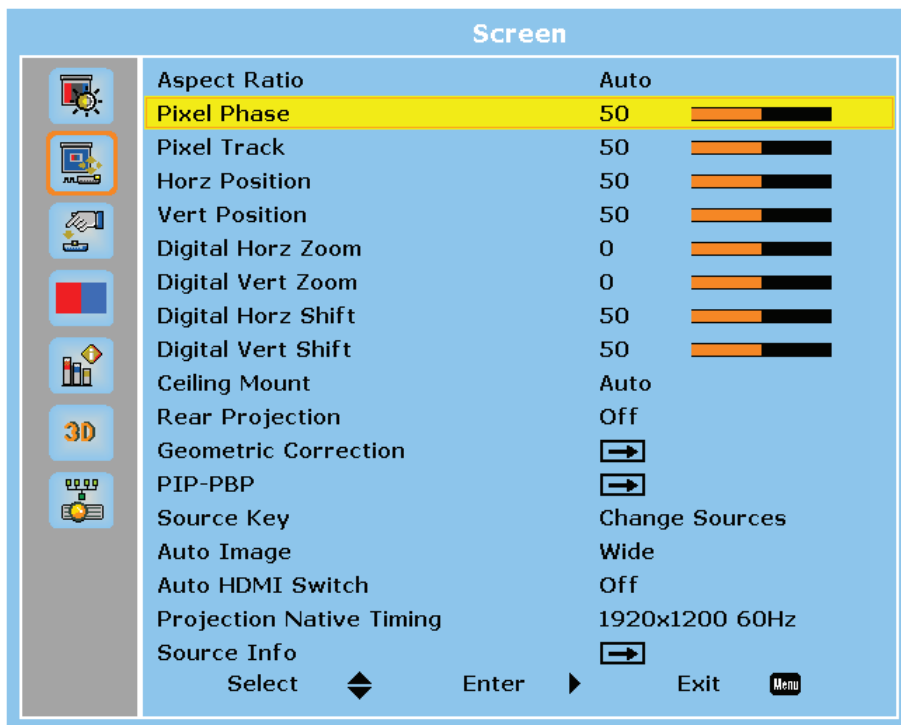 Screen
Aspect Ratio Auto
Pixel Phase 50
Pixel Track 50
Horz Position 50
Vert Position 50
Digital Horz Zoom 0
Digital Vert Zoom 0
Digital Horz Shift 50
Digital Vert Shift 50
Ceiling Mount Auto
Rear Projection Off
3D
Geometric Correction
PIP-PBP
Source Key Change Sources
Auto Image Wide
Auto HDMI Switch Off
Projection Native Timing 1920x1200 60Hz
Source Info
Select Enter Exit Menu